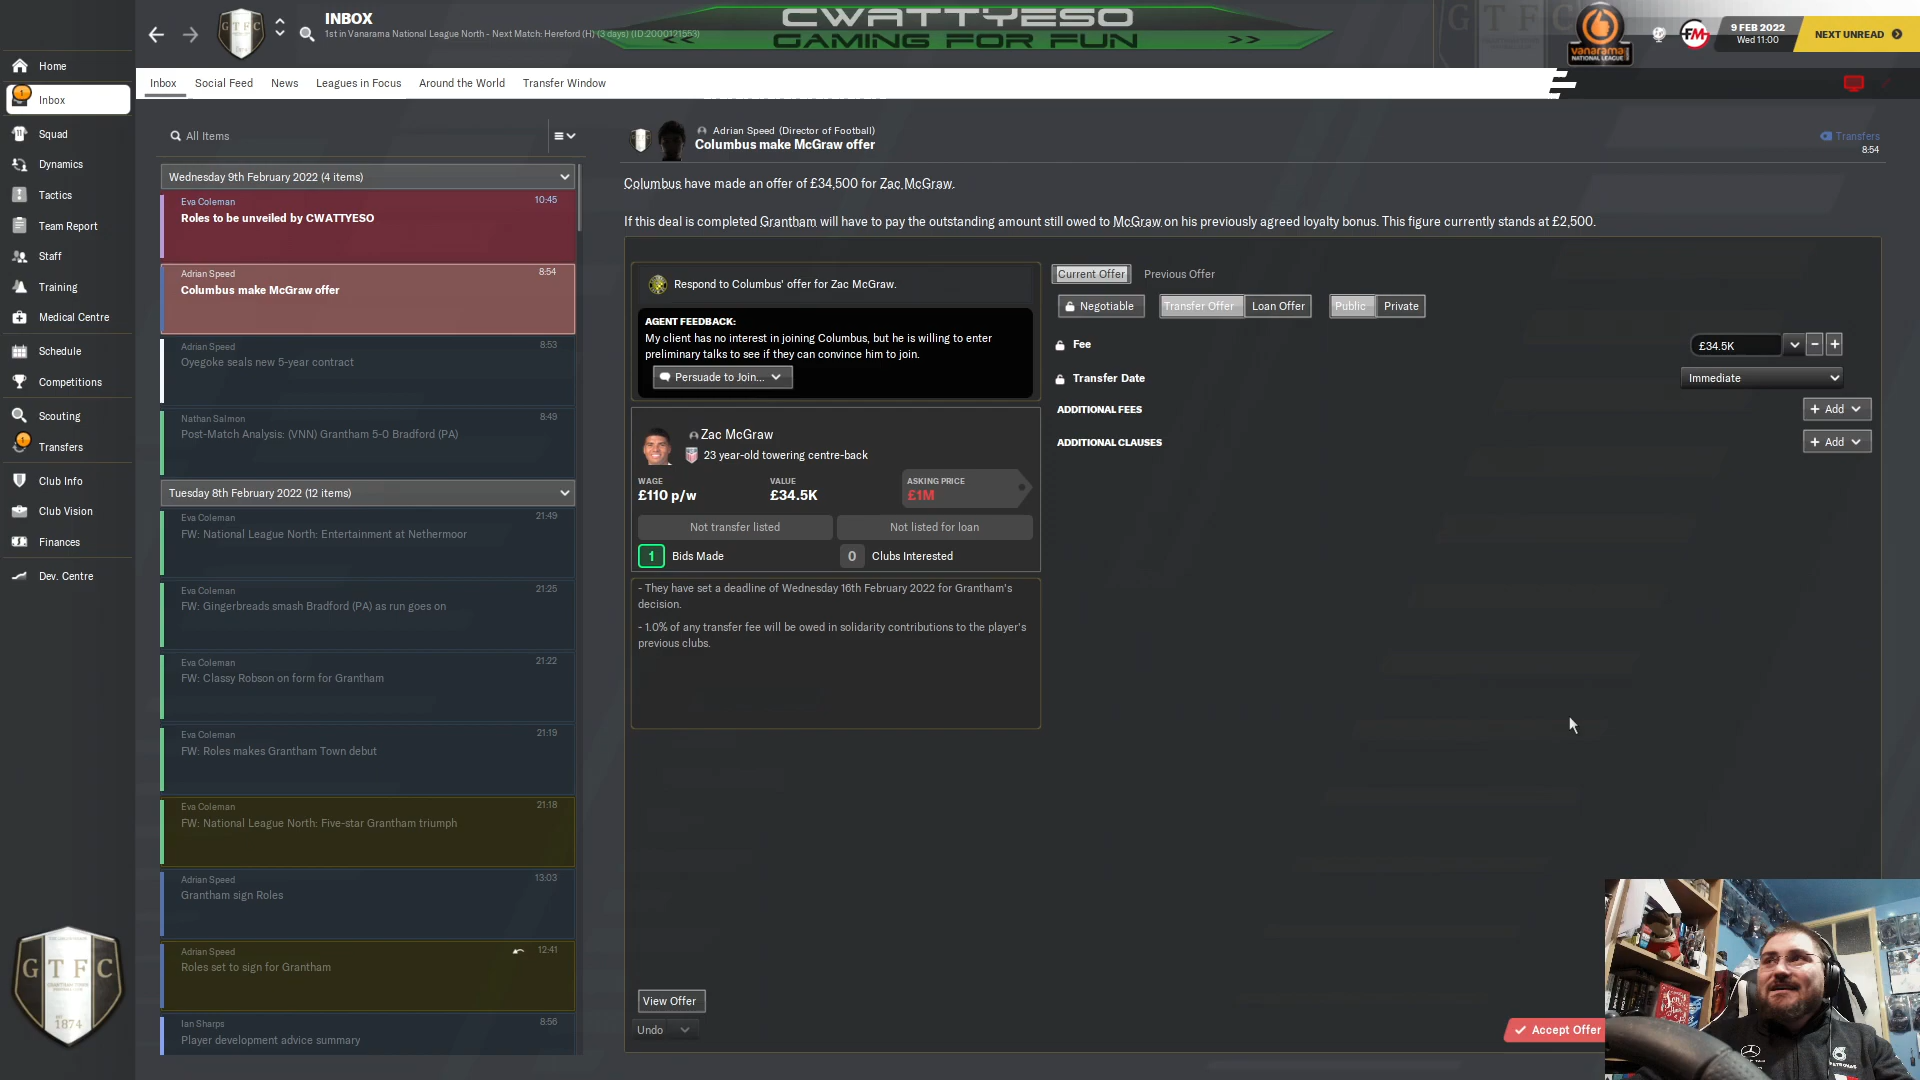 CWATTYESO
GAMING FOR FUN
INBOX
1st in Vanarama National League North - Next Match: Hereford (H) (3 days) (ID:2000121553)
9 FEB 2022
Wed 11:00
NEXT UNREAD
FM
vanarama
NATIONAL LEAGUE
GTFC
Home
Inbox
Squad
Dynamics
Tactics
Team Report
Staff
Training
Medical Centre
Schedule
Competitions
Scouting
Transfers
Club Info
Club Vision
Finances
Dev. Centre
1
1
Inbox Social Feed News Leagues in Focus Around the World Transfer Window
All Items
Wednesday 9th February 2022 (4 items)
Eva Coleman 10:45
Roles to be unveiled by CWATTYESO
Adrian Speed 8:54
Columbus make McGraw offer
Adrian Speed 8:53
Oyegoke seals new 5-year contract
Nathan Salmon 8:49
Post-Match Analysis: (VNN) Grantham 5-0 Bradford (PA)
Tuesday 8th February 2022 (12 items)
Eva Coleman 21:49
FW: National League North: Entertainment at Nethermoor
Eva Coleman 21:25
FW: Gingerbreads smash Bradford (PA) as run goes on
Eva Coleman 21:22
FW: Classy Robson on form for Grantham
Eva Coleman 21:19
FW: Roles makes Grantham Town debut
Eva Coleman 21:18
FW: National League North: Five-star Grantham triumph
Adrian Speed 13:03
Grantham sign Roles
Adrian Speed 12:41
Roles set to sign for Grantham
Ian Sharps 8:56
Player development advice summary
Adrian Speed (Director of Football)
Columbus make McGraw offer
Transfers
8:54
Columbus have made an offer of £34,500 for Zac McGraw.
If this deal is completed Grantham will have to pay the outstanding amount still owed to McGraw on his previously agreed loyalty bonus. This figure currently stands at £2,500.
Respond to Columbus' offer for Zac McGraw.
AGENT FEEDBACK:
My client has no interest in joining Columbus, but he is willing to enter
preliminary talks to see if they can convince him to join.
Persuade to Join...
Zac McGraw
23 year-old towering centre-back
WAGE VALUE ASKING PRICE
£110 p/w £34.5K £1M
Not transfer listed Not listed for loan
1 Bids Made 0 Clubs Interested
- They have set a deadline of Wednesday 16th February 2022 for Grantham's
decision.
- 1.0% of any transfer fee will be owed in solidarity contributions to the player's
previous clubs.
Current Offer Previous Offer
Negotiable Transfer Offer Loan Offer Public Private
Fee £34.5K
Transfer Date Immediate
ADDITIONAL FEES Add
ADDITIONAL CLAUSES Add
View Offer
Undo
Accept Offer
GTFC
1874